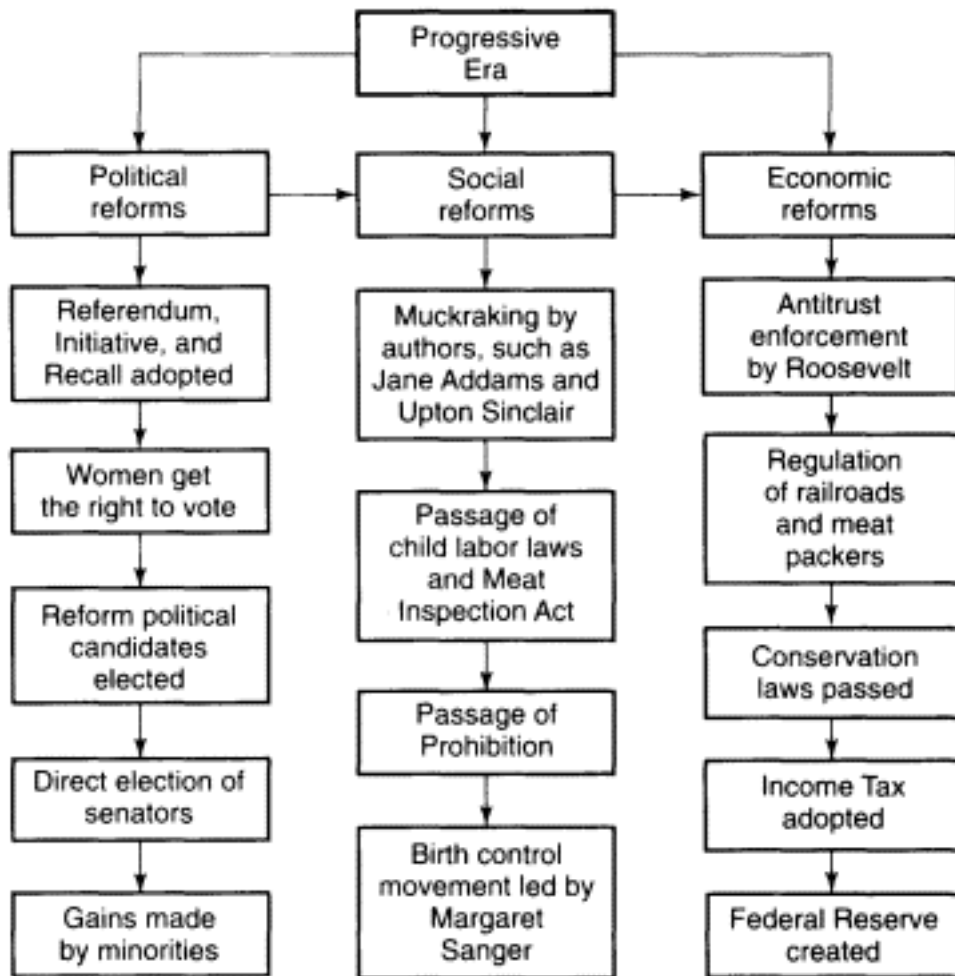 Progressive
Era
Political
reforms
Social
reforms
Economic
reforms
Referendum,
Initiative, and
Recall adopted
Women get
the right to vote
Reform political
candidates
elected
Direct election of
senators
Gains made
by minorities
Muckraking by
authors, such as
Jane Addams and
Upton Sinclair
Passage of
child labor laws
and Meat
Inspection Act
Passage of
Prohibition
Birth control
movement led by
Margaret
Sanger
Antitrust
enforcement
by Roosevelt
Regulation
of railroads
and meat
packers
Conservation
laws passed
Income Tax
adopted
Federal Reserve
created